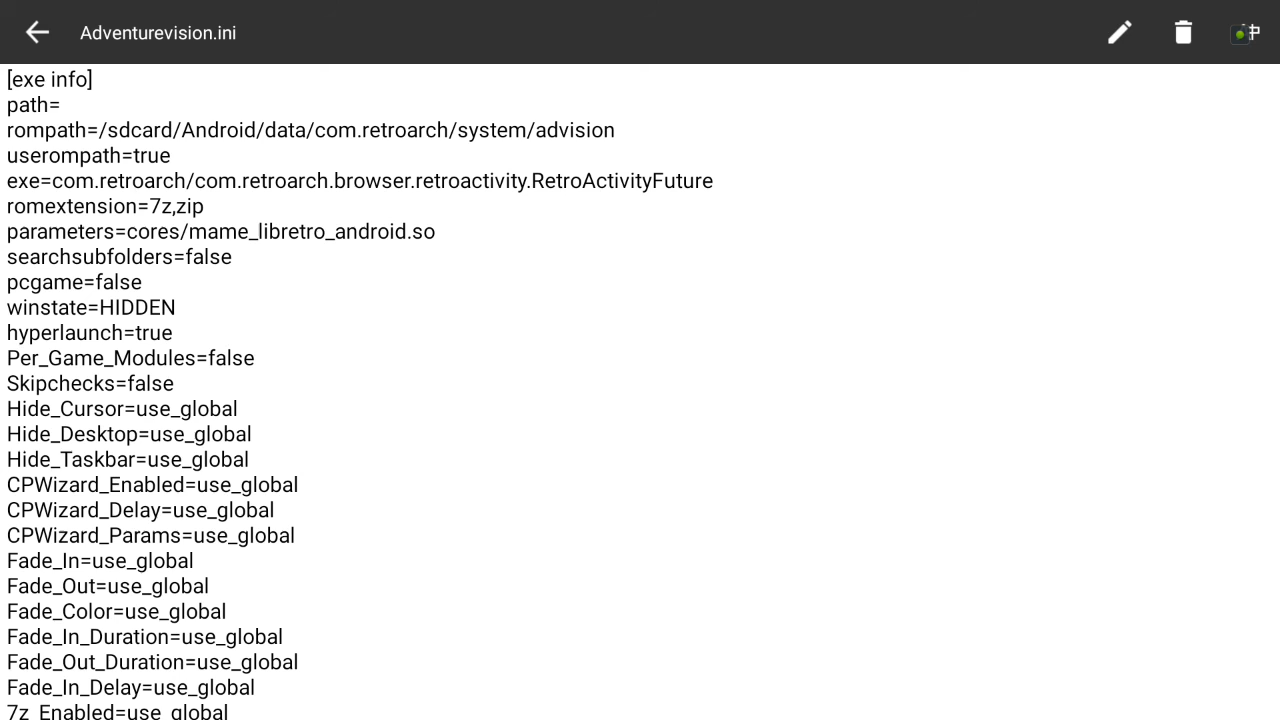 Adventurevision.ini
[exe info]
path=
rompath=/sdcard/Android/data/com.retroarch/system/advision
userompath=true
exe=com.retroarch/com.retroarch.browser.retroactivity.RetroActivityFuture
romextension=7z,zip
parameters=cores/mame_libretro_android.so
searchsubfolders=false
pcgame=false
winstate=HIDDEN
hyperlaunch=true
Per_Game_Modules=false
Skipchecks=false
Hide_Cursor=use_global
Hide_Desktop=use_global
Hide_Taskbar=use_global
CPWizard_Enabled=use_global
CPWizard_Delay=use_global
CPWizard_Params=use_global
Fade_In=use_global
Fade_Out=use_global
Fade_Color=use_global
Fade_In_Duration=use_global
Fade_Out_Duration=use_global
Fade_In_Delay=use_global
7z_Enabled=use_global